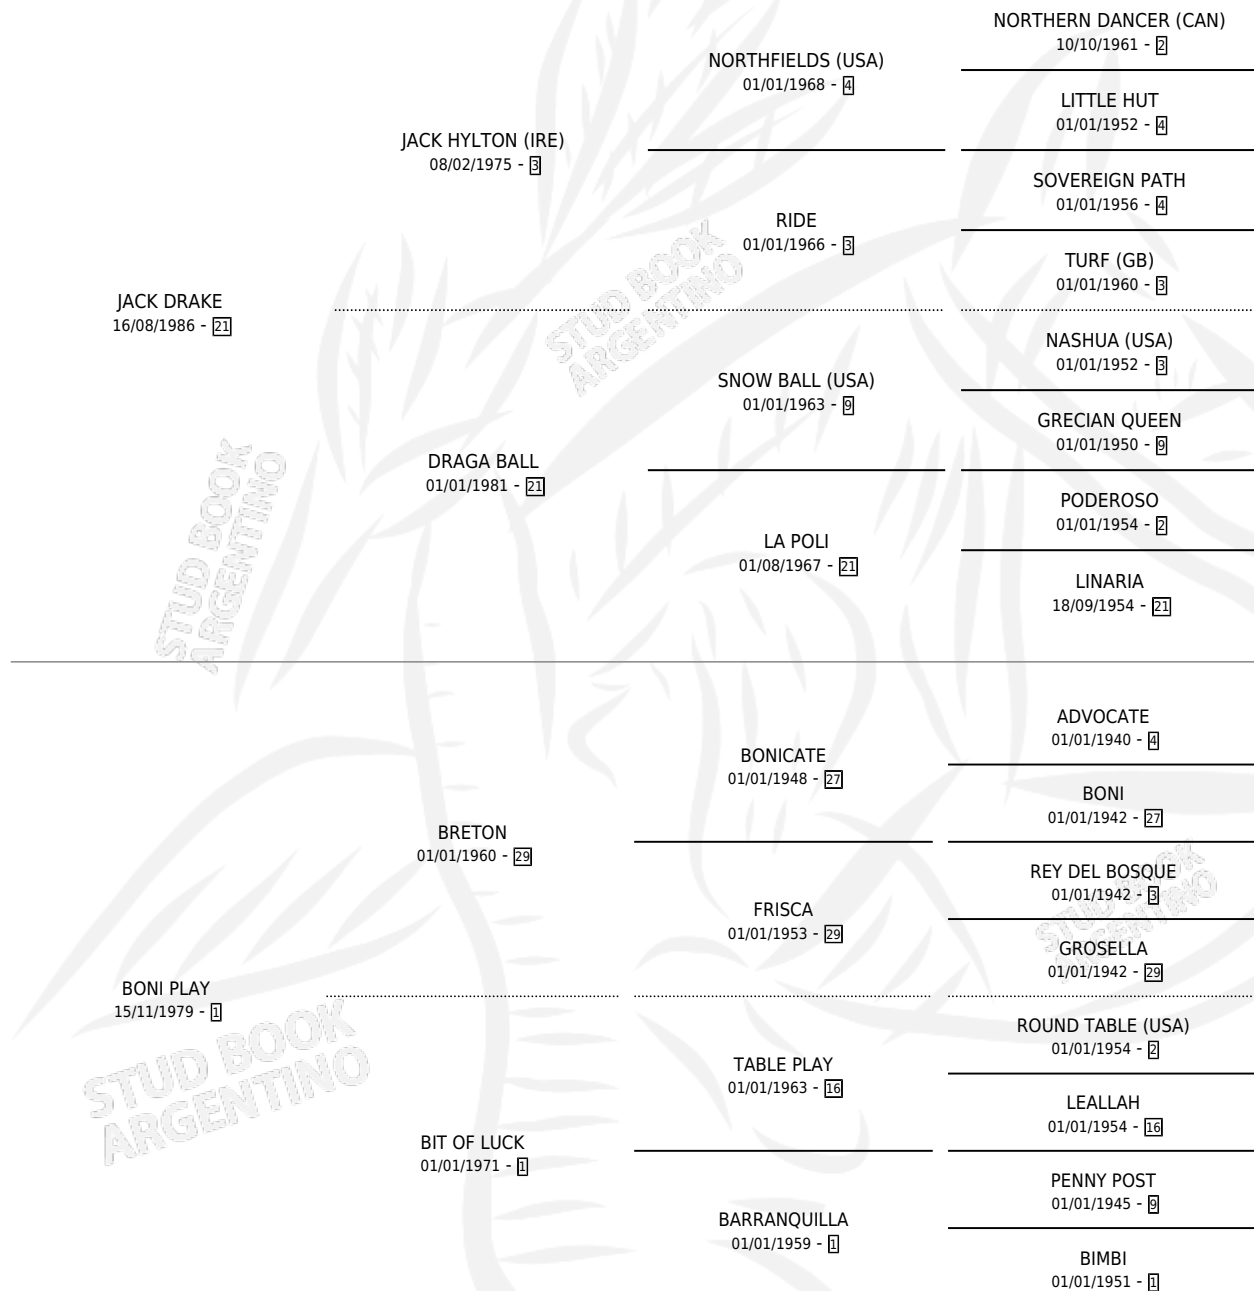 NORTHERN DANCER (CAN)
10/10/1961 - 2
NORTHFIELDS (USA)
01/01/1968 - 4
LITTLE HUT
01/01/1952 - 4
JACK HYLTON (IRE)
08/02/1975 - 3
SOVEREIGN PATH
01/01/1956 - 4
RIDE
01/01/1966 - 3
TURF (GB)
01/01/1960 - 3
JACK DRAKE
16/08/1986 - 21
NASHUA (USA)
01/01/1952 - 3
SNOW BALL (USA)
01/01/1963 - 9
GRECIAN QUEEN
01/01/1950 - 9
DRAGA BALL
01/01/1981 - 21
PODEROSO
01/01/1954 - 2
LA POLI
01/08/1967 - 21
LINARIA
18/09/1954 - 21
ADVOCATE
01/01/1940 - 4
BONICATE
01/01/1948 - 27
BONI
01/01/1942 - 27
BRETON
01/01/1960 - 29
REY DEL BOSQUE
01/01/1942 - 3
FRISCA
01/01/1953 - 29
GROSELLA
01/01/1942 - 29
BONI PLAY
15/11/1979 - 1
ROUND TABLE (USA)
01/01/1954 - 2
TABLE PLAY
01/01/1963 - 16
LEALLAH
01/01/1954 - 16
BIT OF LUCK
01/01/1971 - 1
PENNY POST
01/01/1945 - 9
BARRANQUILLA
01/01/1959 - 1
BIMBI
01/01/1951 - 1
STUD BOOK
ARGENTINO
STUD BOOK
ARGENTINO
STUD BOOK
ARGENTINO
STUD BOOK
ARGENTINO